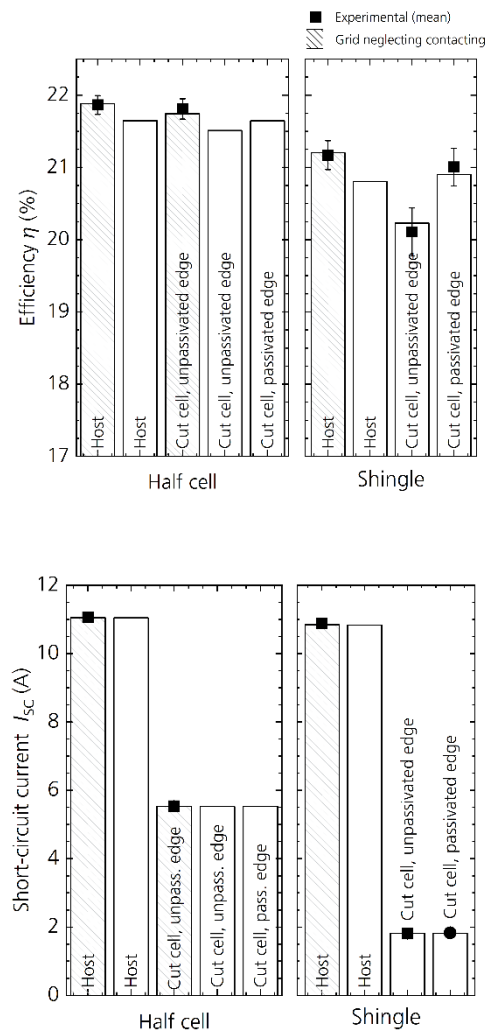 Experimental (mean)
Grid neglecting contacting
Efficiency η (%)
22
21
20
19
18
17
Host
Host
Cut cell, unpassivated edge
Cut cell, unpassivated edge
Cut cell, passivated edge
Half cell
Host
Host
Cut cell, unpassivated edge
Cut cell, passivated edge
Shingle
Short-circuit current I_SC (A)
12
10
8
6
4
2
0
Host
Host
Cut cell, unpass. edge
Cut cell, unpass. edge
Cut cell, pass. edge
Half cell
Host
Host
Cut cell, unpassivated edge
Cut cell, passivated edge
Shingle